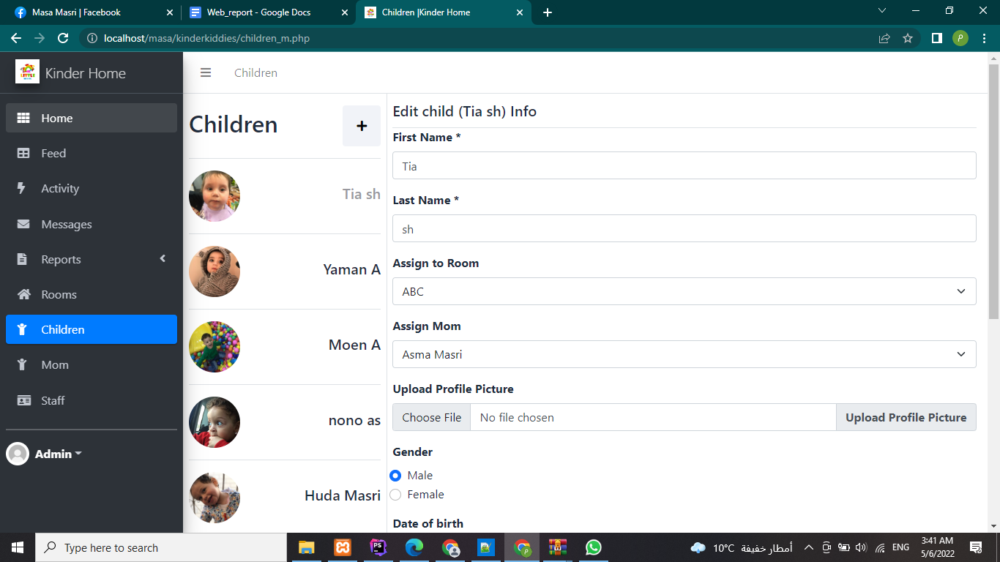 Masa Masri | Facebook
Web_report - Google Docs
Children |Kinder Home
localhost/masa/kinderkiddies/children_m.php
P
LITTLE
Kinder Home
Children
Home
Feed
Activity
Messages
Reports
Rooms
Children
Mom
Staff
Admin
Children
+
Tia sh
Yaman A
Moen A
nono as
Huda Masri
Edit child (Tia sh) Info
First Name *
Tia
Last Name *
sh
Assign to Room
ABC
Assign Mom
Asma Masri
Upload Profile Picture
Choose File No file chosen Upload Profile Picture
Gender
Male
Female
Date of birth
Type here to search
PS
P
10°C أمطار خفيفة
ENG
3:41 AM
5/6/2022